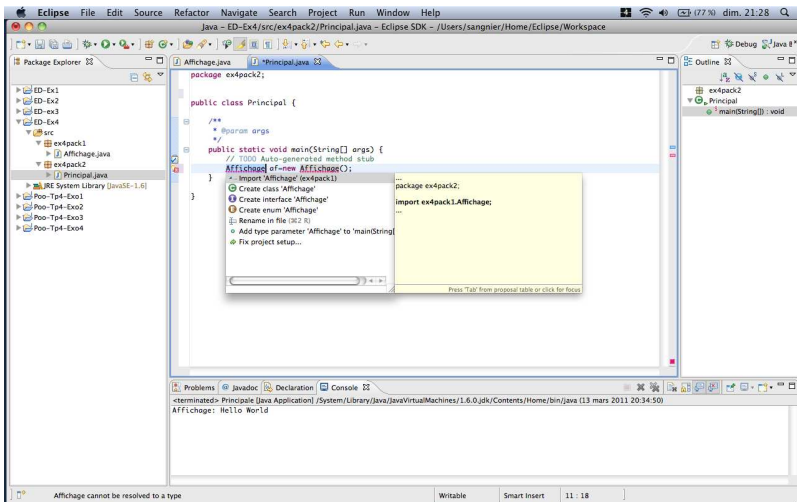 Eclipse File Edit Source Refactor Navigate Search Project Run Window Help (77 %) dim. 21:28
Java - ED-Ex4/src/ex4pack2/Principal.java - Eclipse SDK - /Users/sangnier/Home/Eclipse/Workspace
Debug Java
Package Explorer
ED-Ex1
ED-Ex2
ED-ex3
ED-Ex4
src
ex4pack1
Affichage.java
ex4pack2
Principal.java
JRE System Library [JavaSE-1.6]
Poo-Tp4-Exo1
Poo-Tp4-Exo2
Poo-Tp4-Exo3
Poo-Tp4-Exo4
Affichage.java *Principal.java
package ex4pack2;
public class Principal {
/**
* @param args
*/
public static void main(String[] args) {
// TODO Auto-generated method stub
Affichage af=new Affichage();
}
}
Import 'Affichage' (ex4pack1)
Create class 'Affichage'
Create interface 'Affichage'
Create enum 'Affichage'
Rename in file (⌘2 R)
Add type parameter 'Affichage' to 'main(String[
Fix project setup...
...
package ex4pack2;
import ex4pack1.Affichage;
...
Press 'Tab' from proposal table or click for focus
Outline
ex4pack2
Principal
S main(String[]) : void
Problems @ Javadoc Declaration Console
<terminated> Principale [Java Application] /System/Library/Java/JavaVirtualMachines/1.6.0.jdk/Contents/Home/bin/java (13 mars 2011 20:34:50)
Affichage: Hello World
Affichage cannot be resolved to a type
Writable Smart Insert 11 : 18